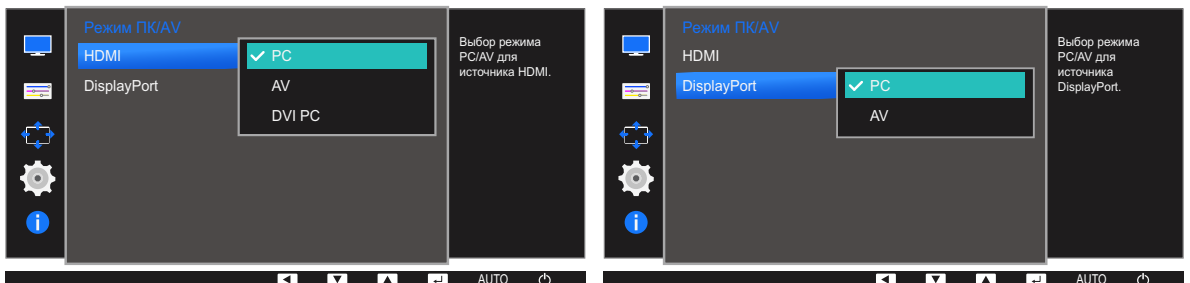 Режим ПК/AV
HDMI
PC
DisplayPort
AV
DVI PC
Выбор режима
PC/AV для
источника HDMI.
AUTO
Режим ПК/AV
HDMI
DisplayPort
PC
AV
Выбор режима
PC/AV для
источника
DisplayPort.
AUTO